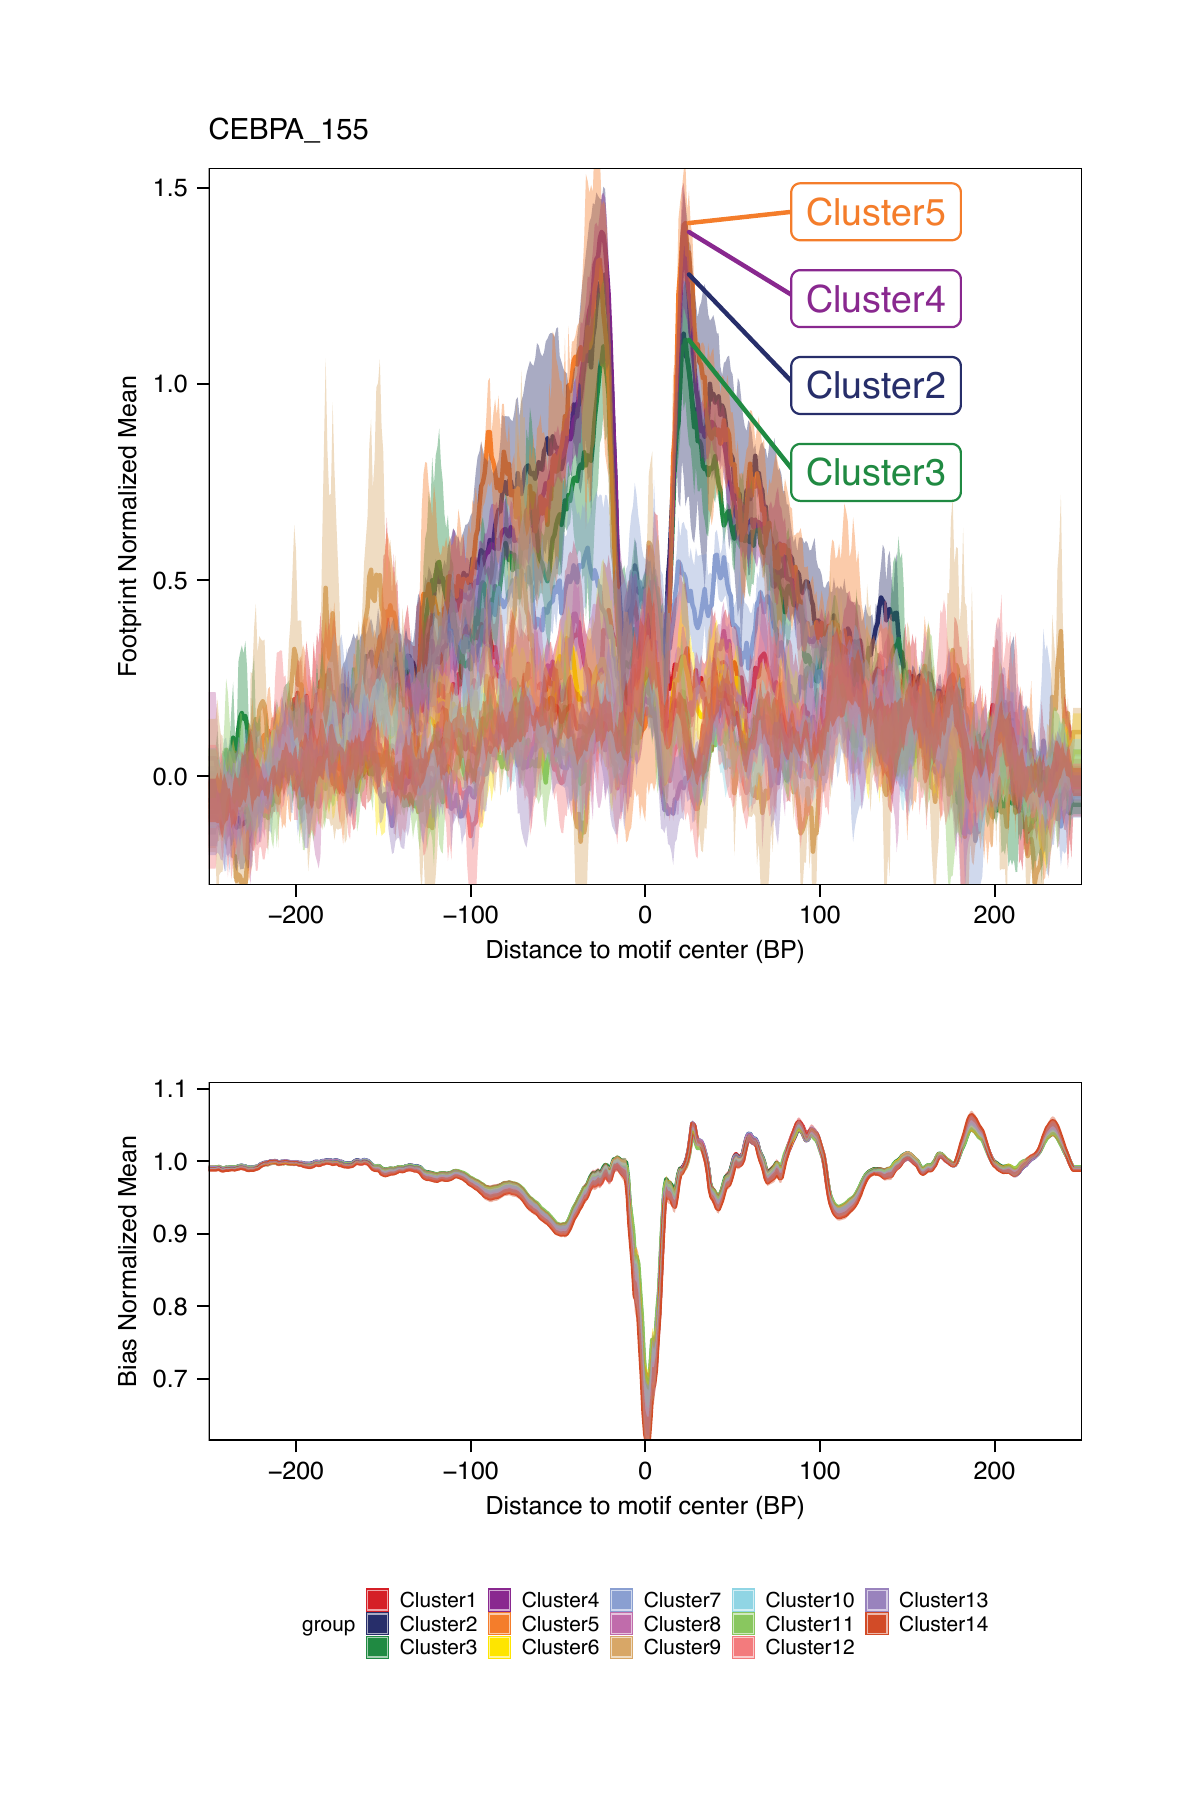 CEBPA_155
1.5
1.0
0.5
0.0
Footprint Normalized Mean
Cluster5
Cluster4
Cluster2
Cluster3
−200 −100 0 100 200
Distance to motif center (BP)
1.1
1.0
0.9
0.8
0.7
Bias Normalized Mean
−200 −100 0 100 200
Distance to motif center (BP)
Cluster1 Cluster4 Cluster7 Cluster10 Cluster13
group Cluster2 Cluster5 Cluster8 Cluster11 Cluster14
Cluster3 Cluster6 Cluster9 Cluster12